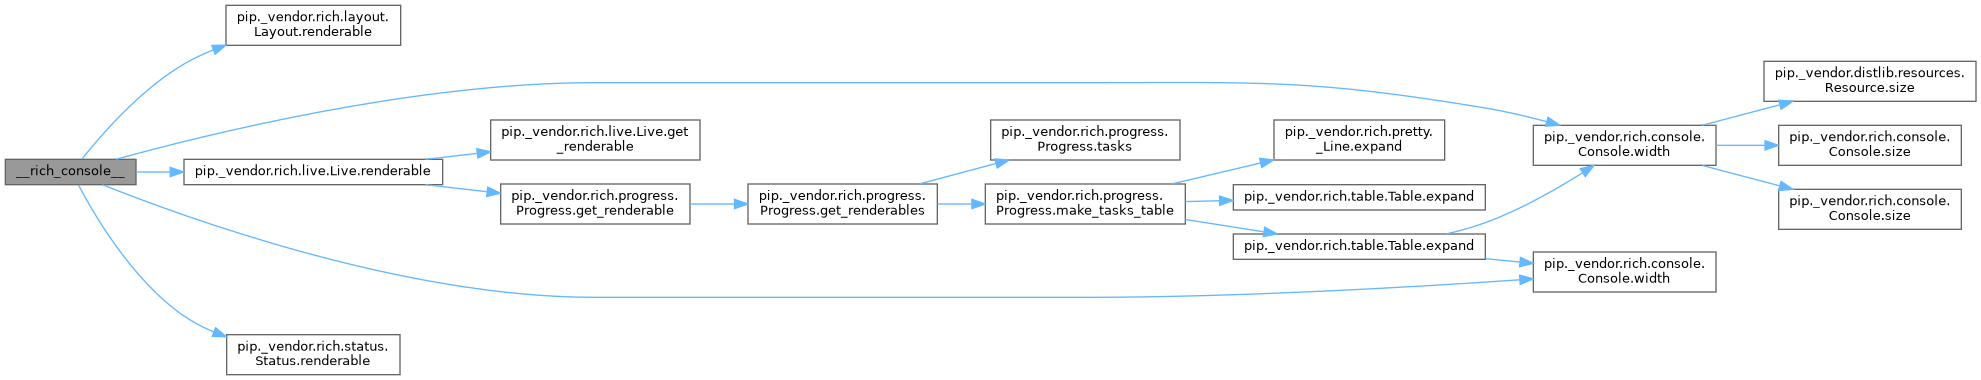 __rich_console__
pip._vendor.rich.layout.
Layout.renderable
pip._vendor.rich.live.Live.renderable
pip._vendor.rich.status.
Status.renderable
pip._vendor.rich.live.Live.get
_renderable
pip._vendor.rich.progress.
Progress.get_renderable
pip._vendor.rich.progress.
Progress.get_renderables
pip._vendor.rich.progress.
Progress.tasks
pip._vendor.rich.progress.
Progress.make_tasks_table
pip._vendor.rich.pretty.
_Line.expand
pip._vendor.rich.table.Table.expand
pip._vendor.rich.table.Table.expand
pip._vendor.rich.console.
Console.width
pip._vendor.rich.console.
Console.width
pip._vendor.distlib.resources.
Resource.size
pip._vendor.rich.console.
Console.size
pip._vendor.rich.console.
Console.size